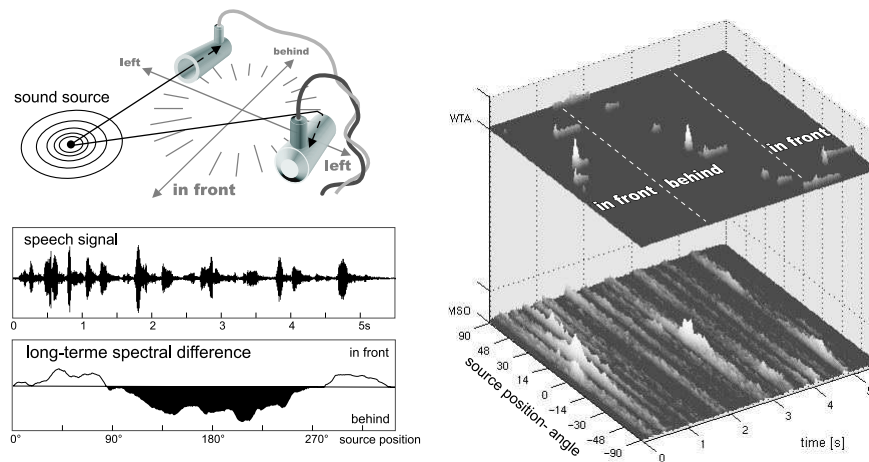 behind
left
sound source
left
in front
speech signal
0 1 2 3 4 5s
long-terme spectral difference
in front
behind
0° 90° 180° 270° source position
WTA
in front
behind
in front
MSO
90
48
30
14
0
-14
-30
-48
-90
source position- angle
0 1 2 3 4 5
time [s]